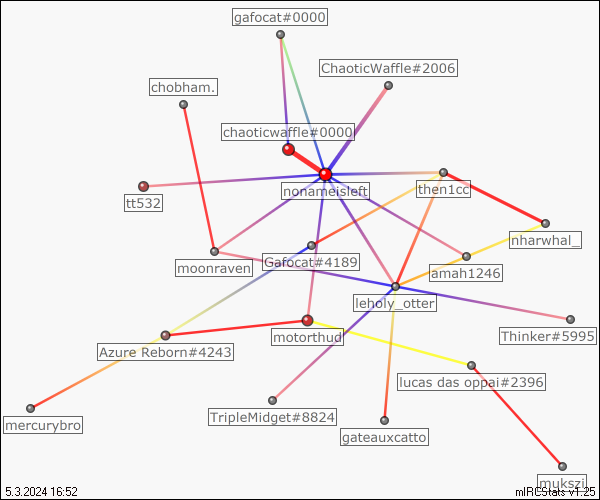 gafocat#0000
ChaoticWaffle#2006
chobham.
chaoticwaffle#0000
nonameisleft
then1cc
tt532
nharwhal_
moonraven
Gafocat#4189
amah1246
leholy_otter
Thinker#5995
motorthud
Azure Reborn#4243
lucas das oppai#2396
mercurybro
TripleMidget#8824
gateauxcatto
mukszi
5.3.2024 16:52
mIRCStats v1.25